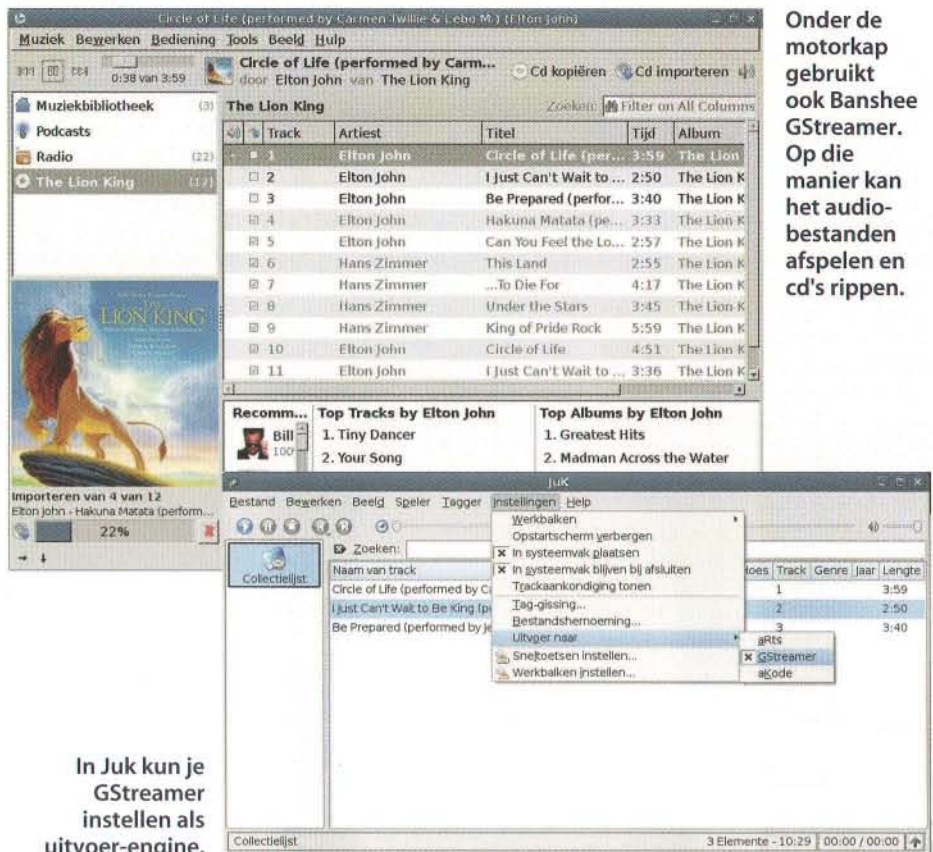 Circle of Life (performed by Carmen Twillie & Lebo M.) (Elton John)
Muziek Bewerken Bediening Tools Beeld Hulp
0:38 van 3:59
Circle of Life (performed by Carm...
door Elton John van The Lion King
Cd kopiëren Cd importeren
Muziekbibliotheek (3)
Podcasts
Radio (22)
The Lion King (12)
The Lion King
Zoeken: Filter on All Columns
Track Artiest Titel Tijd Album
1 Elton John Circle of Life (per... 3:59 The Lion
2 Elton John I Just Can't Wait to ... 2:50 The Lion K
3 Elton John Be Prepared (perfor... 3:40 The Lion K
4 Elton John Hakuna Matata (pe... 3:33 The Lion K
5 Elton John Can You Feel the Lo... 2:57 The Lion K
6 Hans Zimmer This Land 2:55 The Lion K
7 Hans Zimmer ...To Die For 4:17 The Lion K
8 Hans Zimmer Under the Stars 3:45 The Lion K
9 Hans Zimmer King of Pride Rock 5:59 The Lion K
10 Elton John Circle of Life 4:51 The Lion K
11 Elton John I Just Can't Wait to ... 3:36 The Lion K
THE
LION KING
Recomm...
Bill
100
Top Tracks by Elton John
1. Tiny Dancer
2. Your Song
Top Albums by Elton John
1. Greatest Hits
2. Madman Across the Water
Importeren van 4 van 12
Elton John - Hakuna Matata (perform...
22%
Onder de
motorkap
gebruikt
ook Banshee
GStreamer.
Op die
manier kan
het audio-
bestanden
afspelen en
cd's rippen.
JuK
Bestand Bewerken Beeld Speler Tagger Instellingen Help
Collectielijst
Zoeken:
Naam van track
Hoes Track Genre Jaar Lengte
Circle of Life (performed by C
1 3:59
I Just Can't Wait to Be King (p
2 2:50
Be Prepared (performed by Je
3 3:40
Werkbalken
Opstartscherm verbergen
In systeemvak plaatsen
In systeemvak blijven bij afsluiten
Trackaankondiging tonen
Tag-gissing...
Bestandshernoeming...
Uitvoer naar
Sneltoetsen instellen...
Werkbalken instellen...
aRts
GStreamer
aKode
Collectielijst
3 Elemente - 10:29 00:00 / 00:00
In Juk kun je
GStreamer
instellen als
uitvoer-engine.